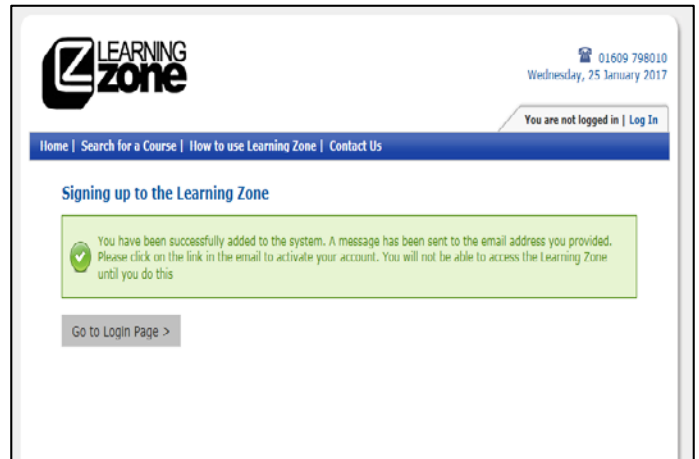 LEARNING
zone
01609 798010
Wednesday, 25 January 2017
You are not logged in | Log In
Home | Search for a Course | How to use Learning Zone | Contact Us
Signing up to the Learning Zone
You have been successfully added to the system. A message has been sent to the email address you provided.
Please click on the link in the email to activate your account. You will not be able to access the Learning Zone
until you do this
Go to Login Page >